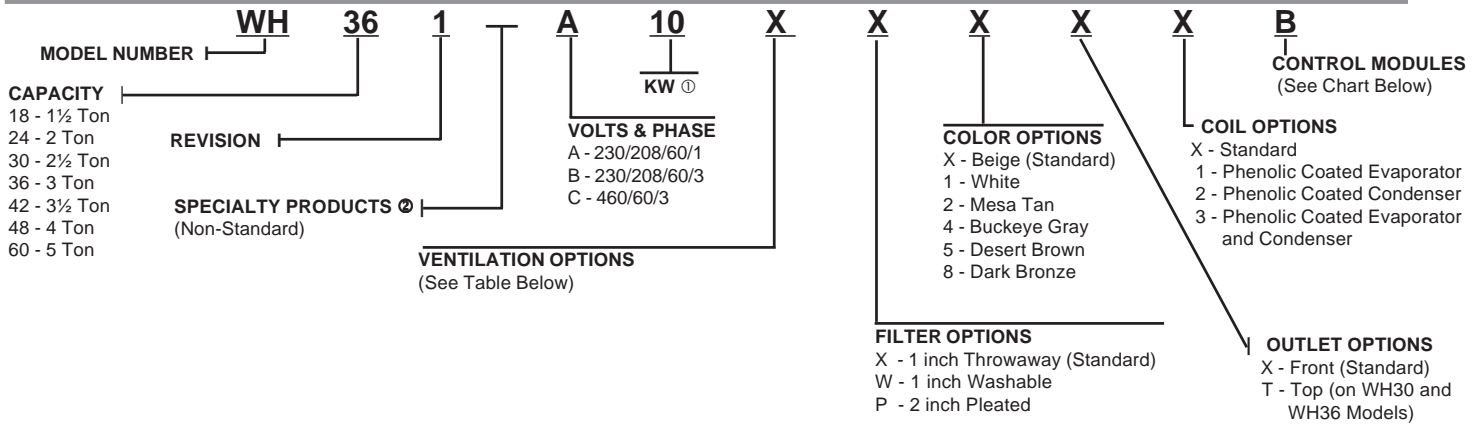 WH 36 1 — A 10 X X X X X B
MODEL NUMBER
CAPACITY
18 - 1½ Ton
24 - 2 Ton
30 - 2½ Ton
36 - 3 Ton
42 - 3½ Ton
48 - 4 Ton
60 - 5 Ton
REVISION
SPECIALTY PRODUCTS ②
(Non-Standard)
KW ①
VOLTS & PHASE
A - 230/208/60/1
B - 230/208/60/3
C - 460/60/3
VENTILATION OPTIONS
(See Table Below)
FILTER OPTIONS
X - 1 inch Throwaway (Standard)
W - 1 inch Washable
P - 2 inch Pleated
COLOR OPTIONS
X - Beige (Standard)
1 - White
2 - Mesa Tan
4 - Buckeye Gray
5 - Desert Brown
8 - Dark Bronze
OUTLET OPTIONS
X - Front (Standard)
T - Top (on WH30 and
WH36 Models)
COIL OPTIONS
X - Standard
1 - Phenolic Coated Evaporator
2 - Phenolic Coated Condenser
3 - Phenolic Coated Evaporator
and Condenser
CONTROL MODULES
(See Chart Below)